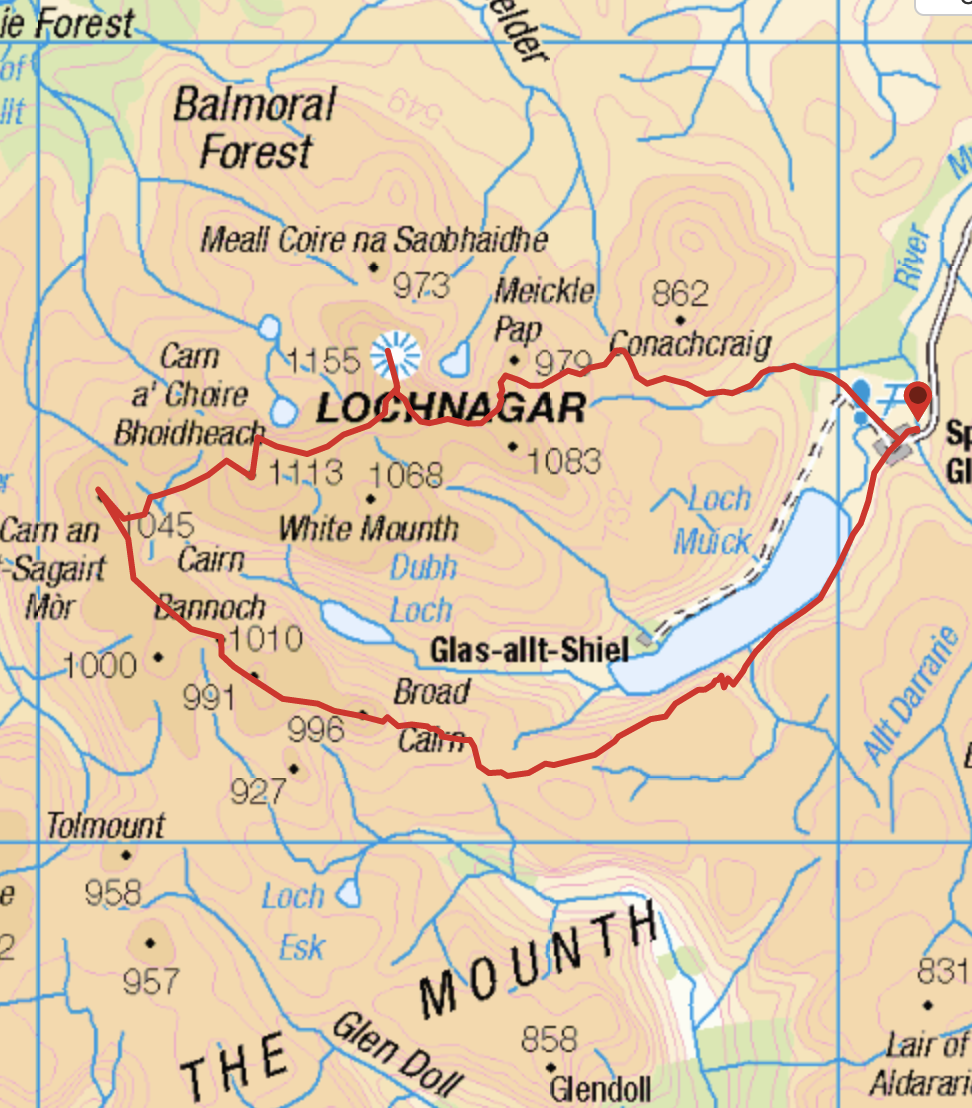 ie Forest
elder
of
llt
Balmoral
Forest
549
Meall Coire na Saobhaidhe
973
River
Mu
Meickle
Pap
979
862
Conachcraig
1155
Carn
a' Choire
Bhoidheach
LOCHNAGAR
1083
Sp
Gl
1113
1068
White Mounth
Loch
Muick
1045
Carn an
t-Sagairt
Mòr
Cairn
Bannoch
1010
Dubh
Loch
Glas-allt-Shiel
1000
991
Broad
Cairn
996
927
Allt Darrarie
Tolmount
958
957
Loch
Esk
THE MOUNTH
Glen Doll
858
Glendoll
831
Lair of
Aldararie
e
2